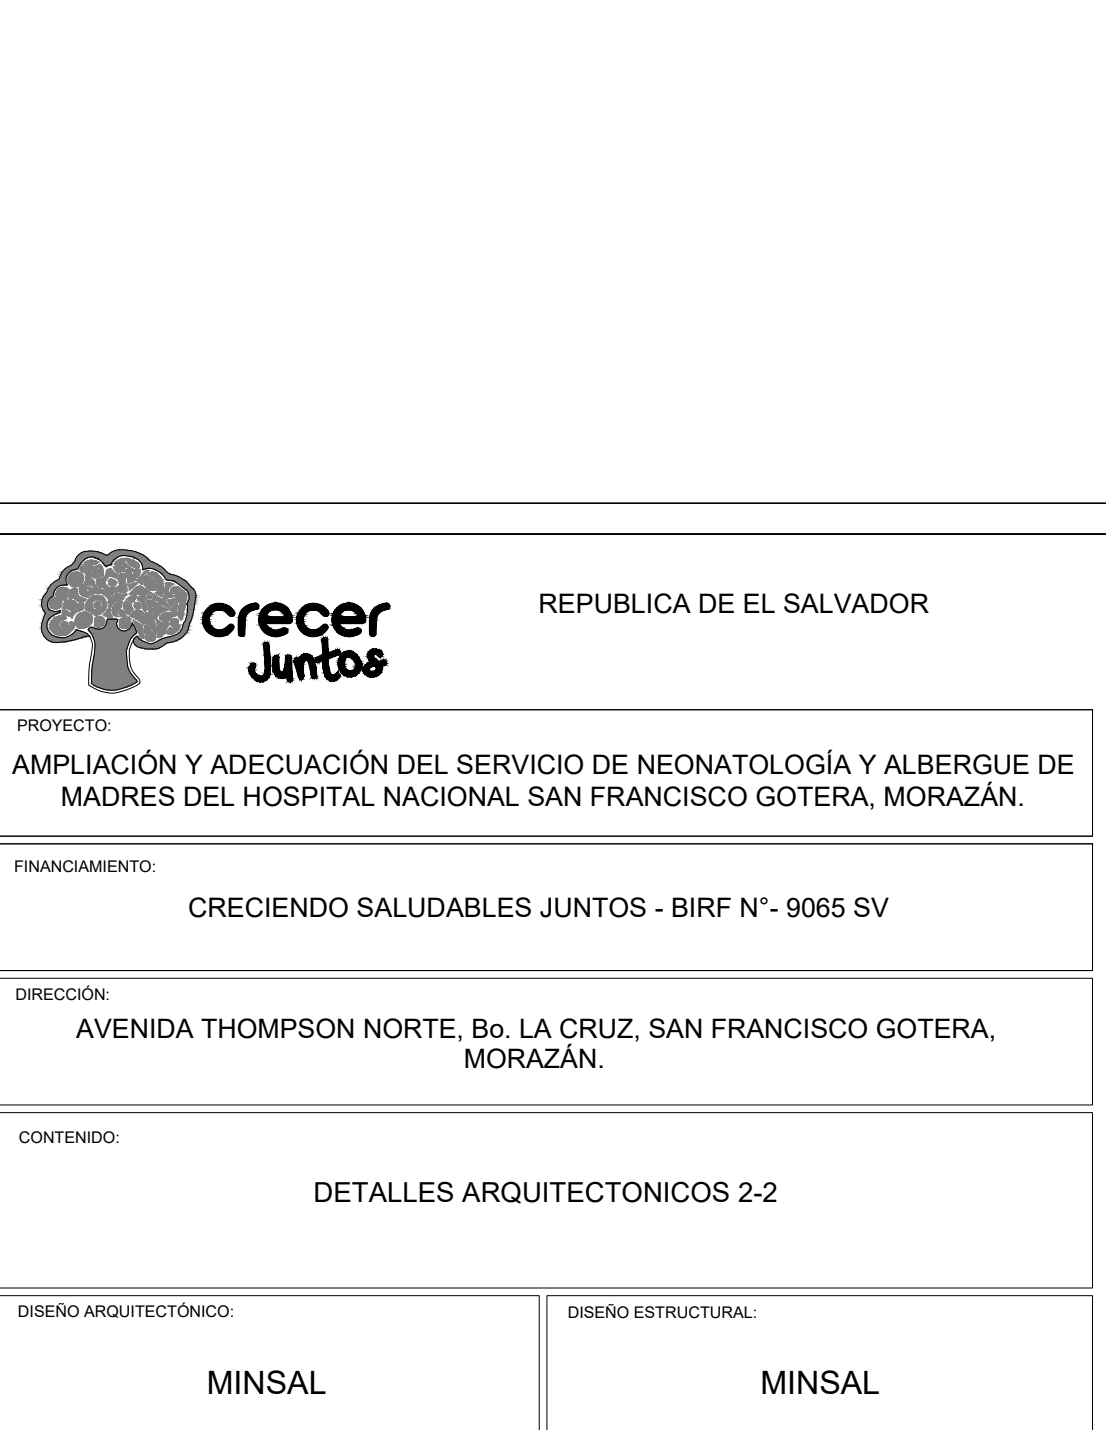 crecer
Juntos
REPUBLICA DE EL SALVADOR
PROYECTO:
AMPLIACIÓN Y ADECUACIÓN DEL SERVICIO DE NEONATOLOGÍA Y ALBERGUE DE
MADRES DEL HOSPITAL NACIONAL SAN FRANCISCO GOTERA, MORAZÁN.
FINANCIAMIENTO:
CRECIENDO SALUDABLES JUNTOS - BIRF N°- 9065 SV
DIRECCIÓN:
AVENIDA THOMPSON NORTE, Bo. LA CRUZ, SAN FRANCISCO GOTERA,
MORAZÁN.
CONTENIDO:
DETALLES ARQUITECTONICOS 2-2
DISEÑO ARQUITECTÓNICO:
MINSAL
DISEÑO ESTRUCTURAL:
MINSAL